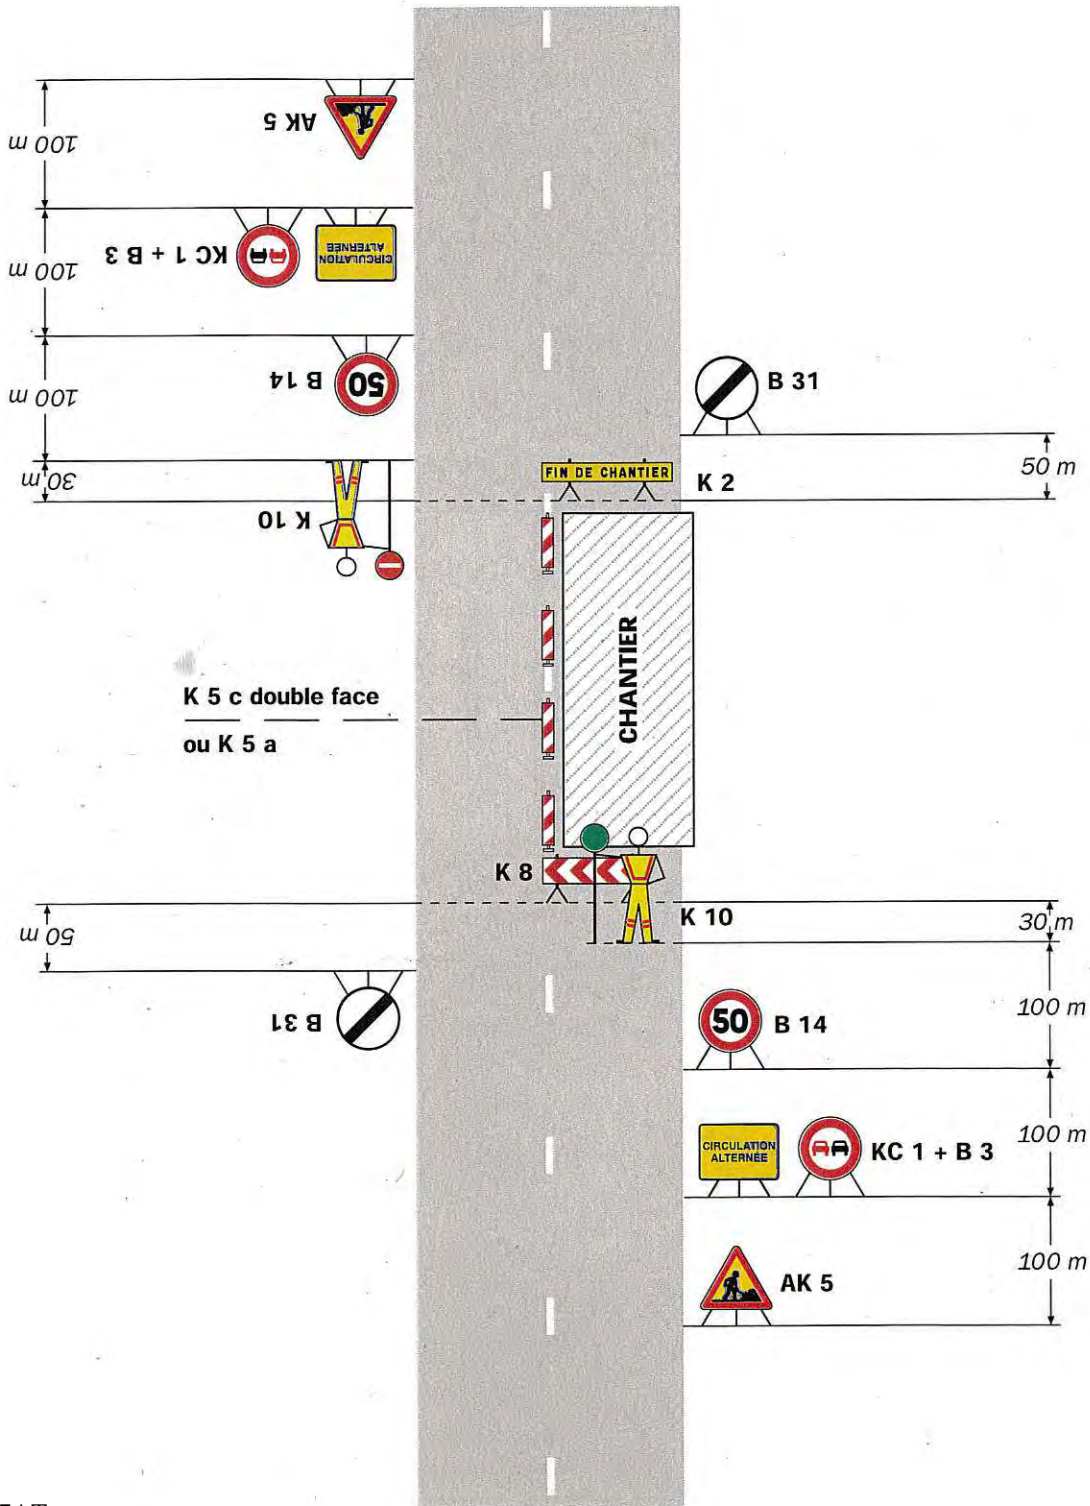 AK 5
100 m
KC 1 + B 3
CIRCULATION
ALTERNÉE
100 m
B 14
50
100 m
B 31
FIN DE CHANTIER
K 2
50 m
30 m
K 10
CHANTIER
K 5 c double face
ou K 5 a
K 8
K 10
30 m
50 m
B 31
50
B 14
100 m
CIRCULATION
ALTERNÉE
KC 1 + B 3
100 m
AK 5
100 m